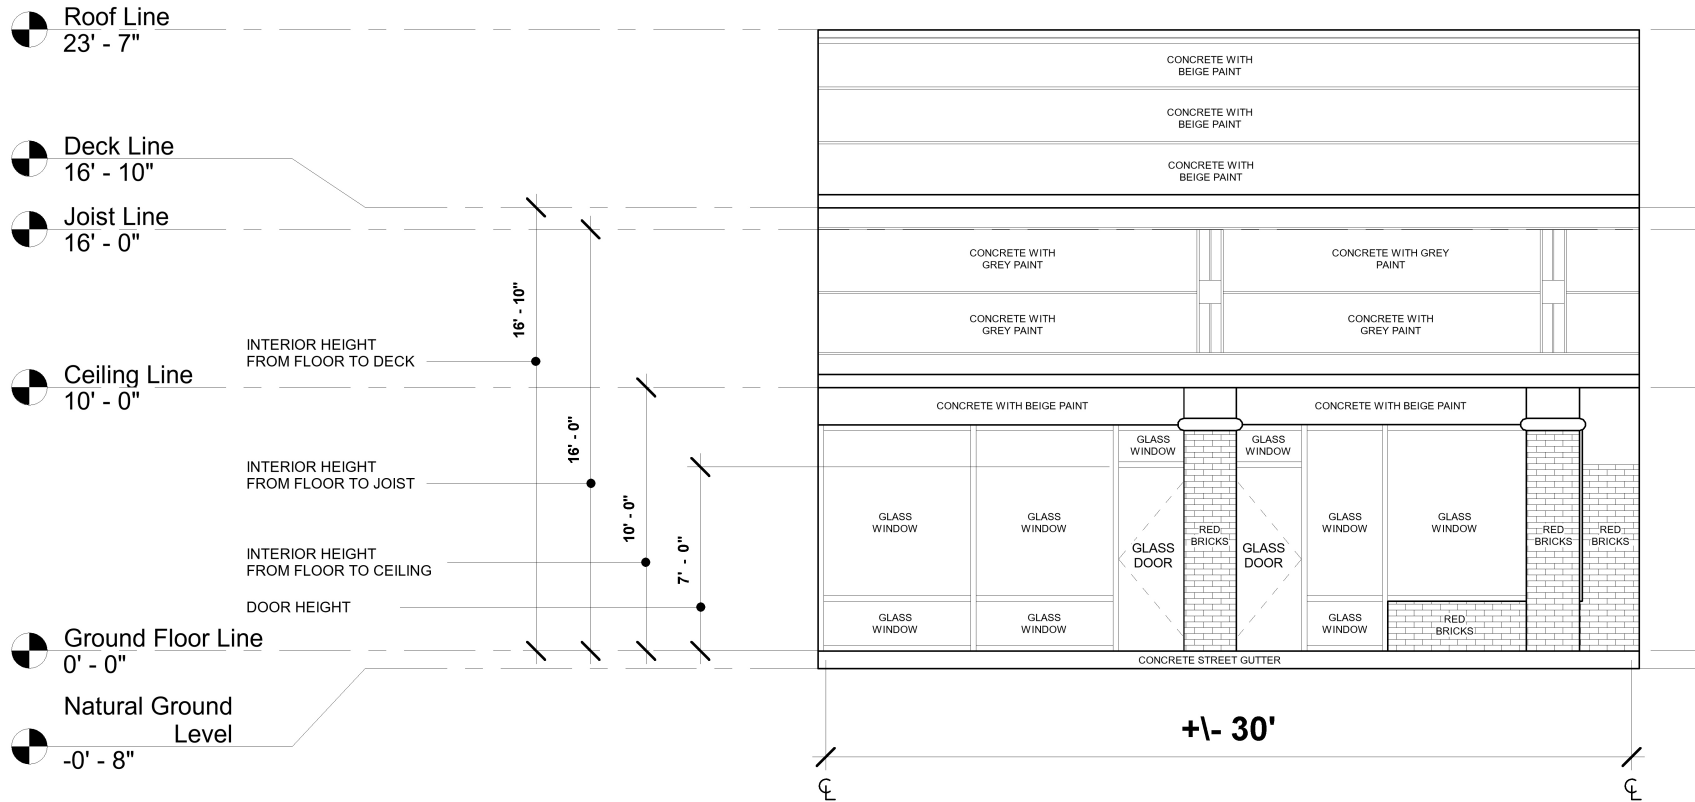 Roof Line
23' - 7"
Deck Line
16' - 10"
Joist Line
16' - 0"
Ceiling Line
10' - 0"
Ground Floor Line
0' - 0"
Natural Ground
Level
-0' - 8"
INTERIOR HEIGHT
FROM FLOOR TO DECK
INTERIOR HEIGHT
FROM FLOOR TO JOIST
INTERIOR HEIGHT
FROM FLOOR TO CEILING
DOOR HEIGHT
16' - 10"
16' - 0"
10' - 0"
7' - 0"
CONCRETE WITH
BEIGE PAINT
CONCRETE WITH
BEIGE PAINT
CONCRETE WITH
BEIGE PAINT
CONCRETE WITH
GREY PAINT
CONCRETE WITH GREY
PAINT
CONCRETE WITH
GREY PAINT
CONCRETE WITH
GREY PAINT
CONCRETE WITH BEIGE PAINT
CONCRETE WITH BEIGE PAINT
GLASS
WINDOW
GLASS
WINDOW
GLASS
WINDOW
GLASS
WINDOW
GLASS
DOOR
RED
BRICKS
GLASS
DOOR
GLASS
WINDOW
GLASS
WINDOW
RED
BRICKS
RED
BRICKS
GLASS
WINDOW
GLASS
WINDOW
GLASS
WINDOW
RED
BRICKS
CONCRETE STREET GUTTER
+\- 30'
℄
℄